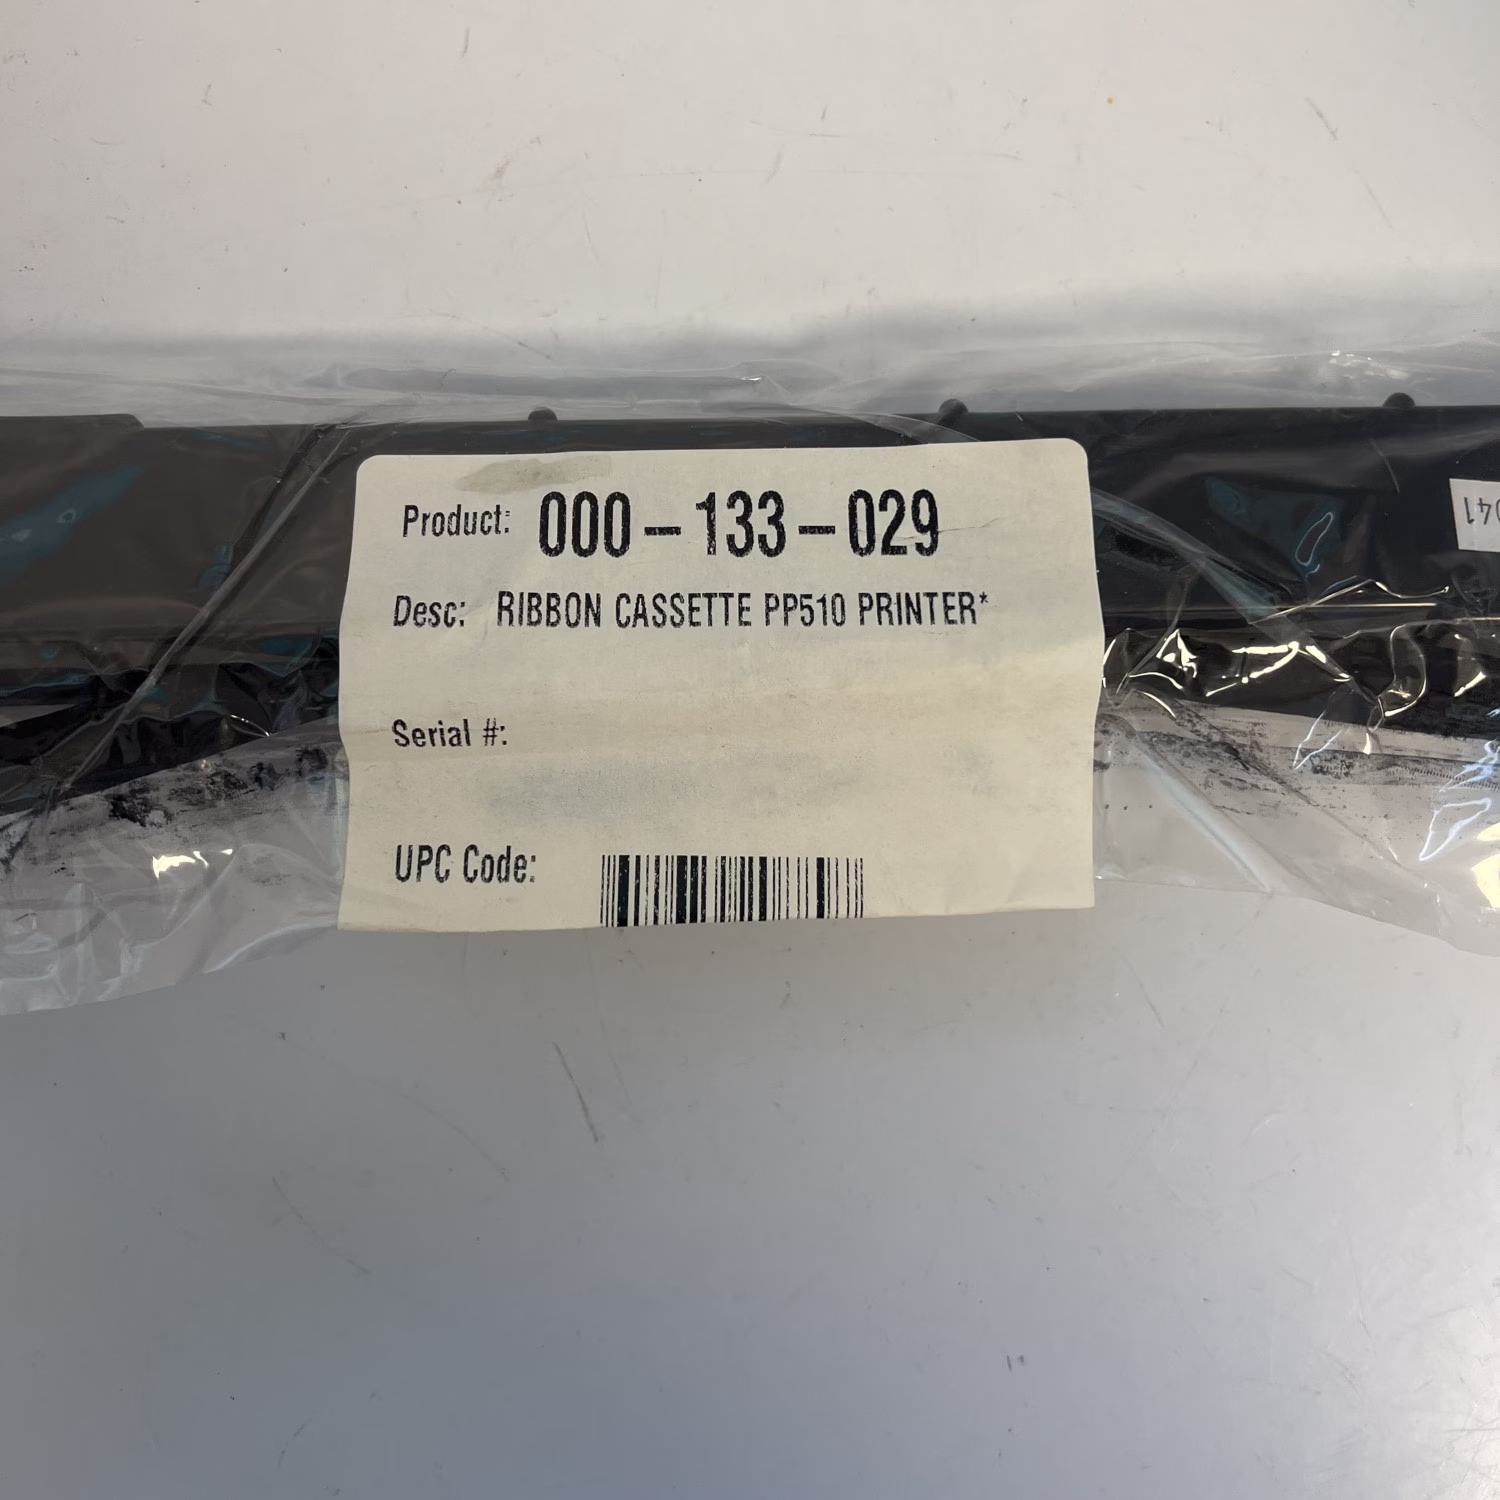 Product: 000-133-029
Desc: RIBBON CASSETTE PP510 PRINTER*
Serial #:
UPC Code: